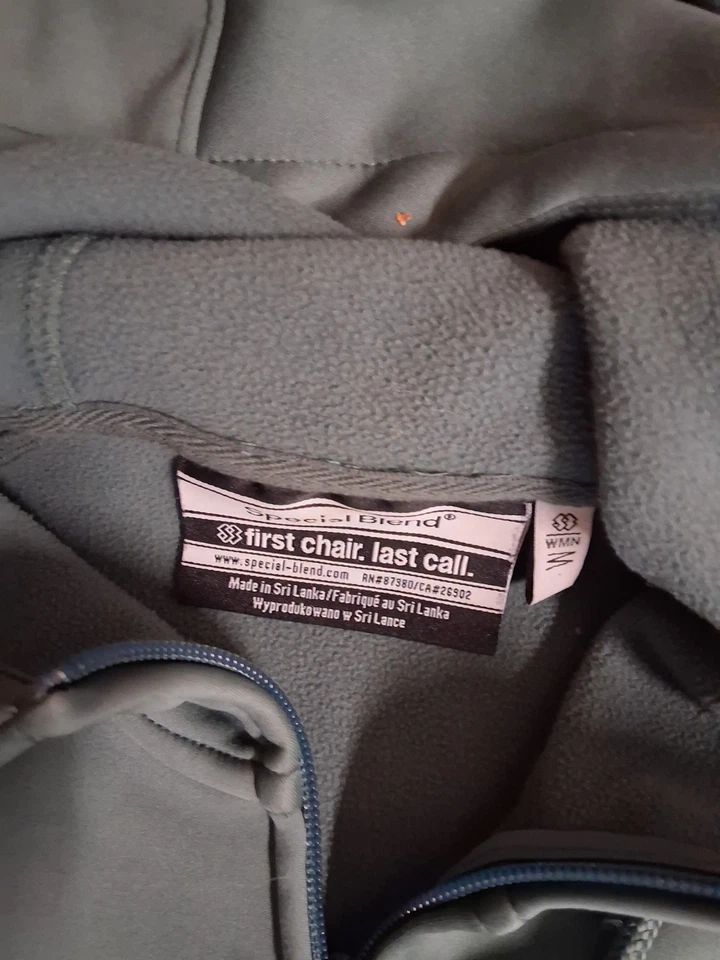 Special Blend®
first chair. last call.
www.special-blend.com RN#87380/CA#26902
Made in Sri Lanka/Fabriqué au Sri Lanka
Wyprodukowano w Sri Lance
WMN
M